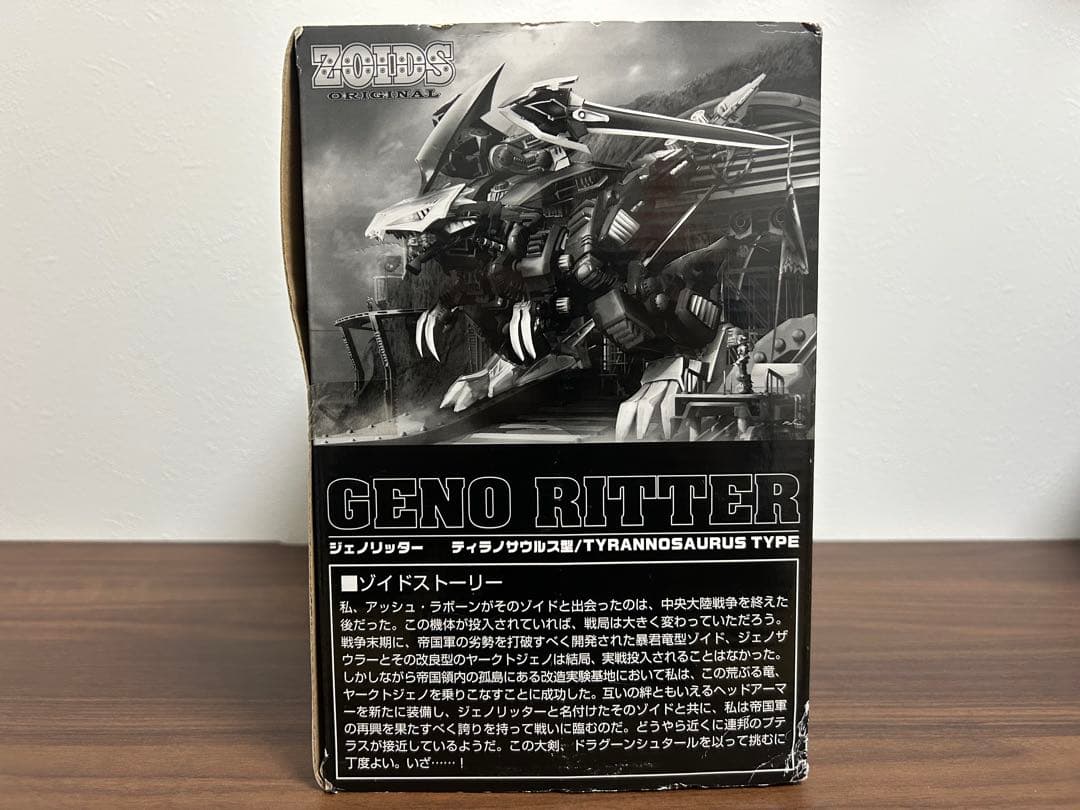 ZOIDS
ORIGINAL
GENO RITTER
ジェノリッター ティラノサウルス型/TYRANNOSAURUS TYPE
■ゾイドストーリー
私、アッシュ・ラボーンがそのゾイドと出会ったのは、中央大陸戦争を終えた
後だった。この機体が投入されていれば、戦局は大きく変わっていただろう。
戦争末期に、帝国軍の劣勢を打破すべく開発された暴君竜型ゾイド、ジェノザ
ウラーとその改良型のヤークトジェノは結局、実戦投入されることはなかった。
しかしながら帝国領内の孤島にある改造実験基地において私は、この荒ぶる竜、
ヤークトジェノを乗りこなすことに成功した。互いの絆ともいえるヘッドアーマ
ーを新たに装備し、ジェノリッターと名付けたそのゾイドと共に、私は帝国軍
の再興を果たすべく誇りを持って戦いに臨むのだ。どうやら近くに連邦のプテ
ラスが接近しているようだ。この大剣、ドラグーンシュタールを以って挑むに
丁度よい。いざ……！